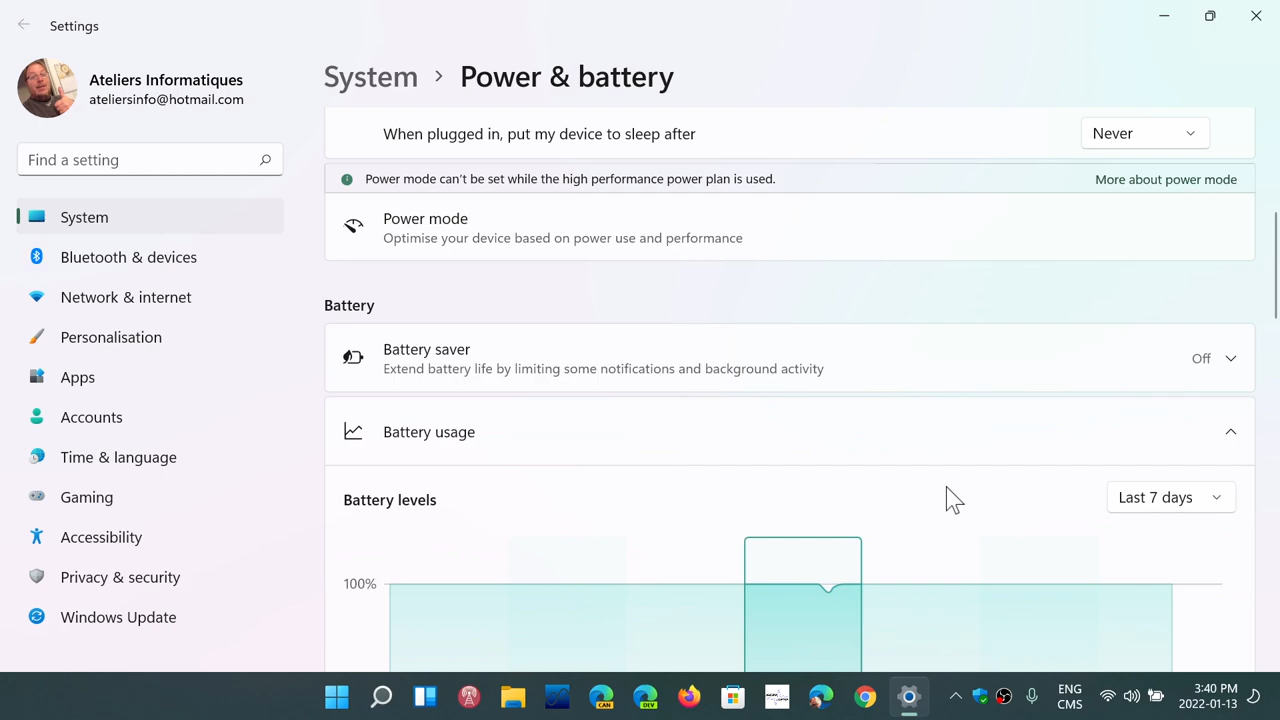 Settings
Ateliers Informatiques
ateliersinfo@hotmail.com
Find a setting
System
Bluetooth & devices
Network & internet
Personalisation
Apps
Accounts
Time & language
Gaming
Accessibility
Privacy & security
Windows Update
System > Power & battery
When plugged in, put my device to sleep after
Never
Power mode can't be set while the high performance power plan is used.
More about power mode
Power mode
Optimise your device based on power use and performance
Battery
Battery saver
Extend battery life by limiting some notifications and background activity
Off
Battery usage
Battery levels
Last 7 days
100%
CAN
DEV
ENG
CMS
3:40 PM
2022-01-13